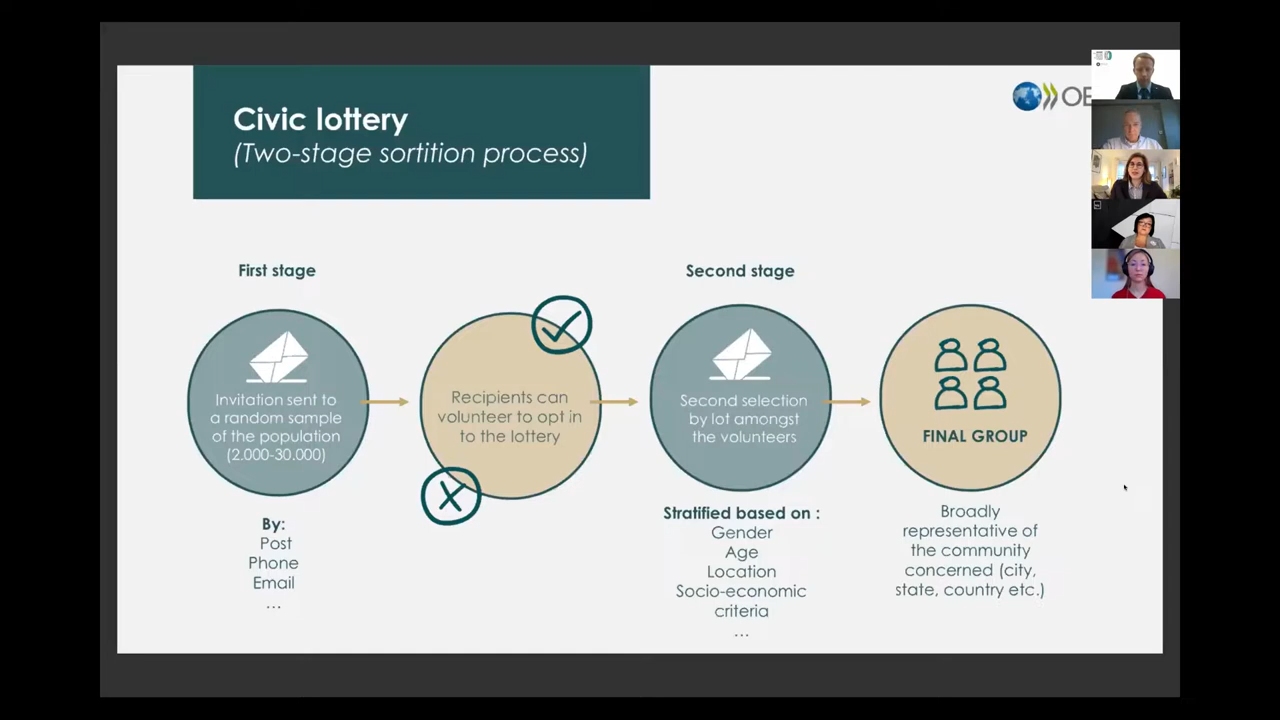 Civic lottery
(Two-stage sortition process)
First stage
Invitation sent to
a random sample
of the population
(2.000-30.000)
By:
Post
Phone
Email
...
Recipients can
volunteer to opt in
to the lottery
Second stage
Second selection
by lot amongst
the volunteers
Stratified based on :
Gender
Age
Location
Socio-economic
criteria
...
FINAL GROUP
Broadly
representative of
the community
concerned (city,
state, country etc.)